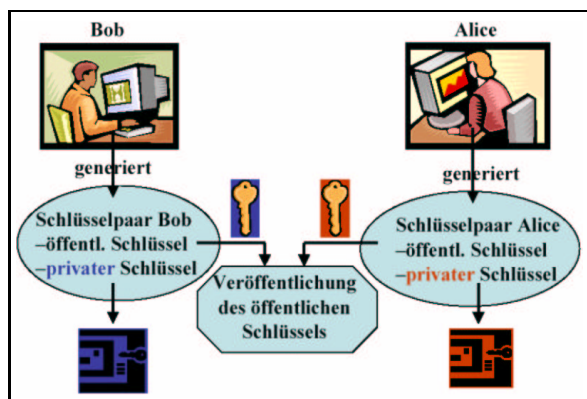 Bob
Alice
generiert
generiert
Schlüsselpaar Bob
–öffentl. Schlüssel
–privater Schlüssel
Schlüsselpaar Alice
–öffentl. Schlüssel
–privater Schlüssel
Veröffentlichung
des öffentlichen
Schlüssels